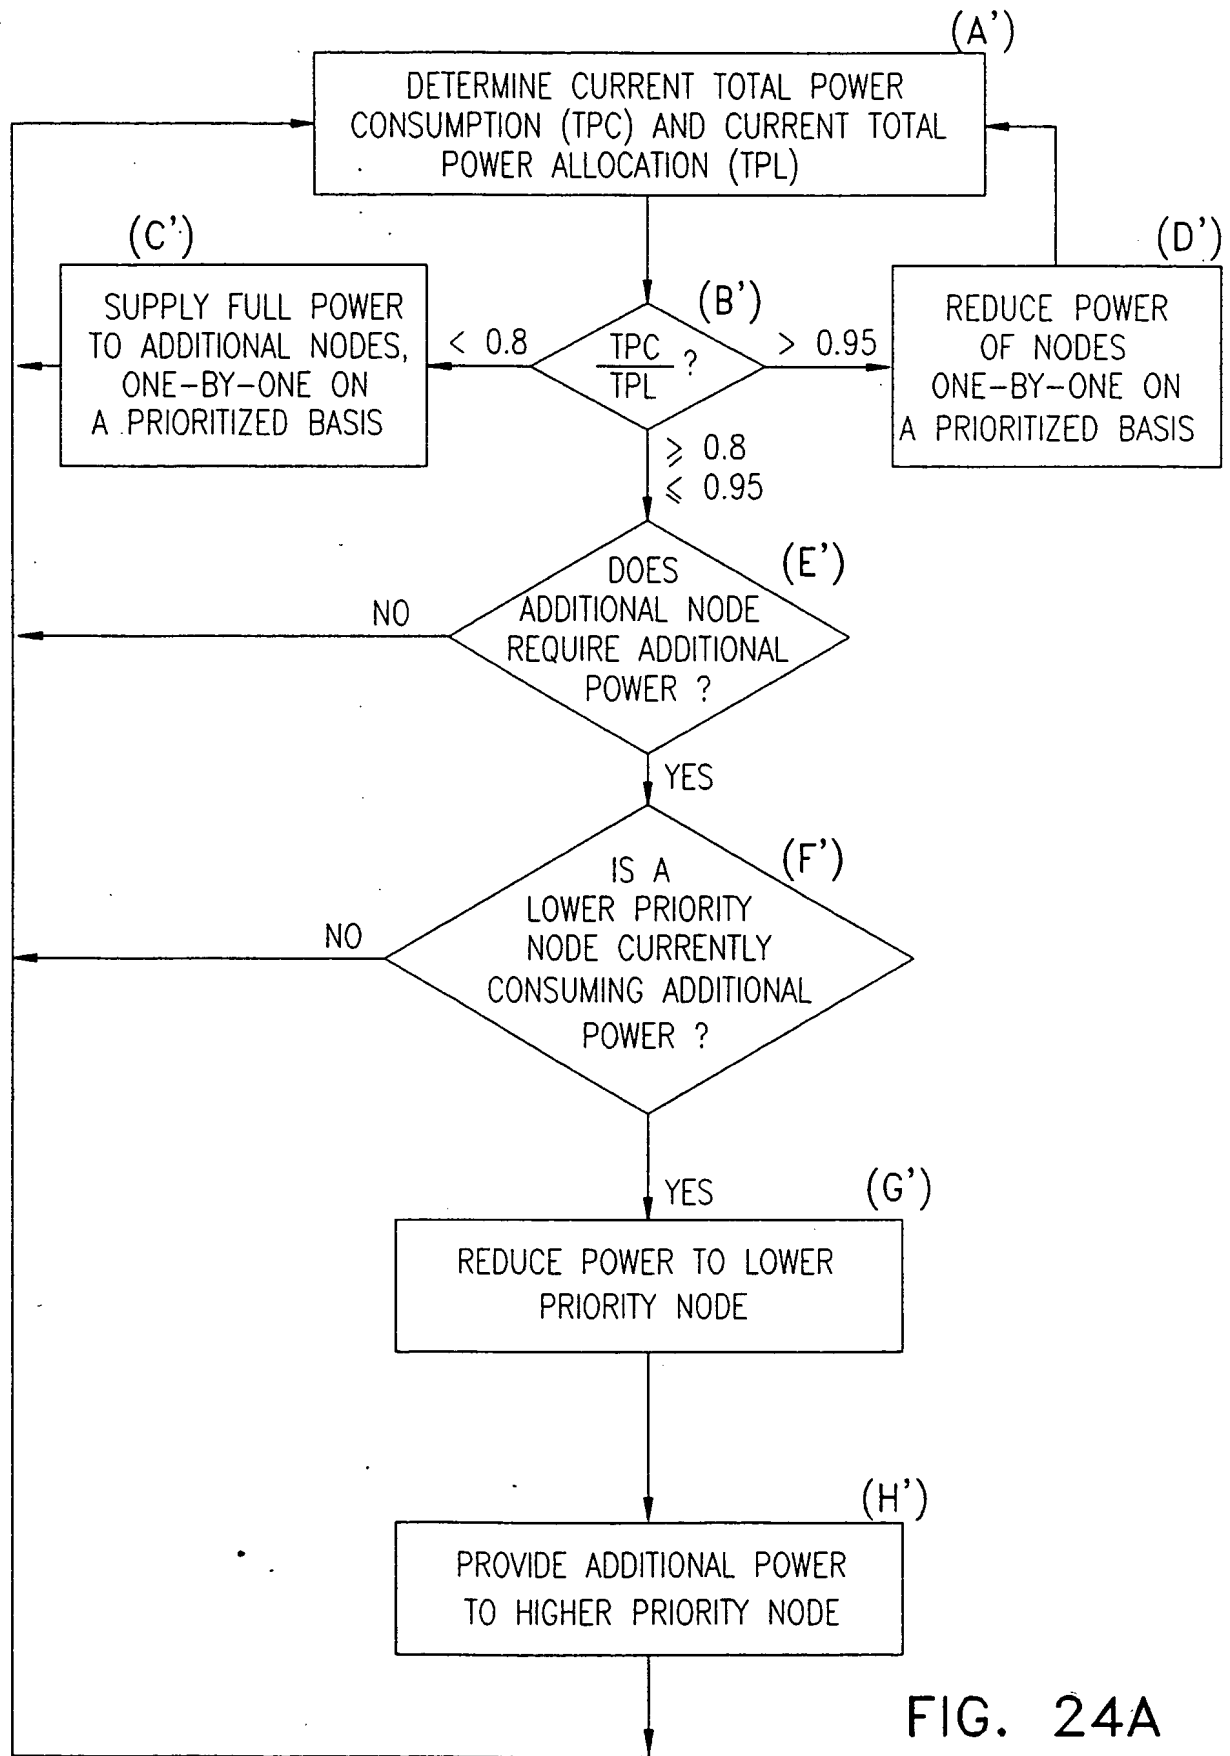 (A')
DETERMINE CURRENT TOTAL POWER
CONSUMPTION (TPC) AND CURRENT TOTAL
POWER ALLOCATION (TPL)
(C')
SUPPLY FULL POWER
TO ADDITIONAL NODES,
ONE-BY-ONE ON
A PRIORITIZED BASIS
< 0.8
(B')
TPC
TPL
?
> 0.95
(D')
REDUCE POWER
OF NODES
ONE-BY-ONE ON
A PRIORITIZED BASIS
⩾ 0.8
⩽ 0.95
(E')
DOES
ADDITIONAL NODE
REQUIRE ADDITIONAL
POWER ?
NO
YES
(F')
IS A
LOWER PRIORITY
NODE CURRENTLY
CONSUMING ADDITIONAL
POWER ?
NO
YES
(G')
REDUCE POWER TO LOWER
PRIORITY NODE
(H')
PROVIDE ADDITIONAL POWER
TO HIGHER PRIORITY NODE
FIG. 24A